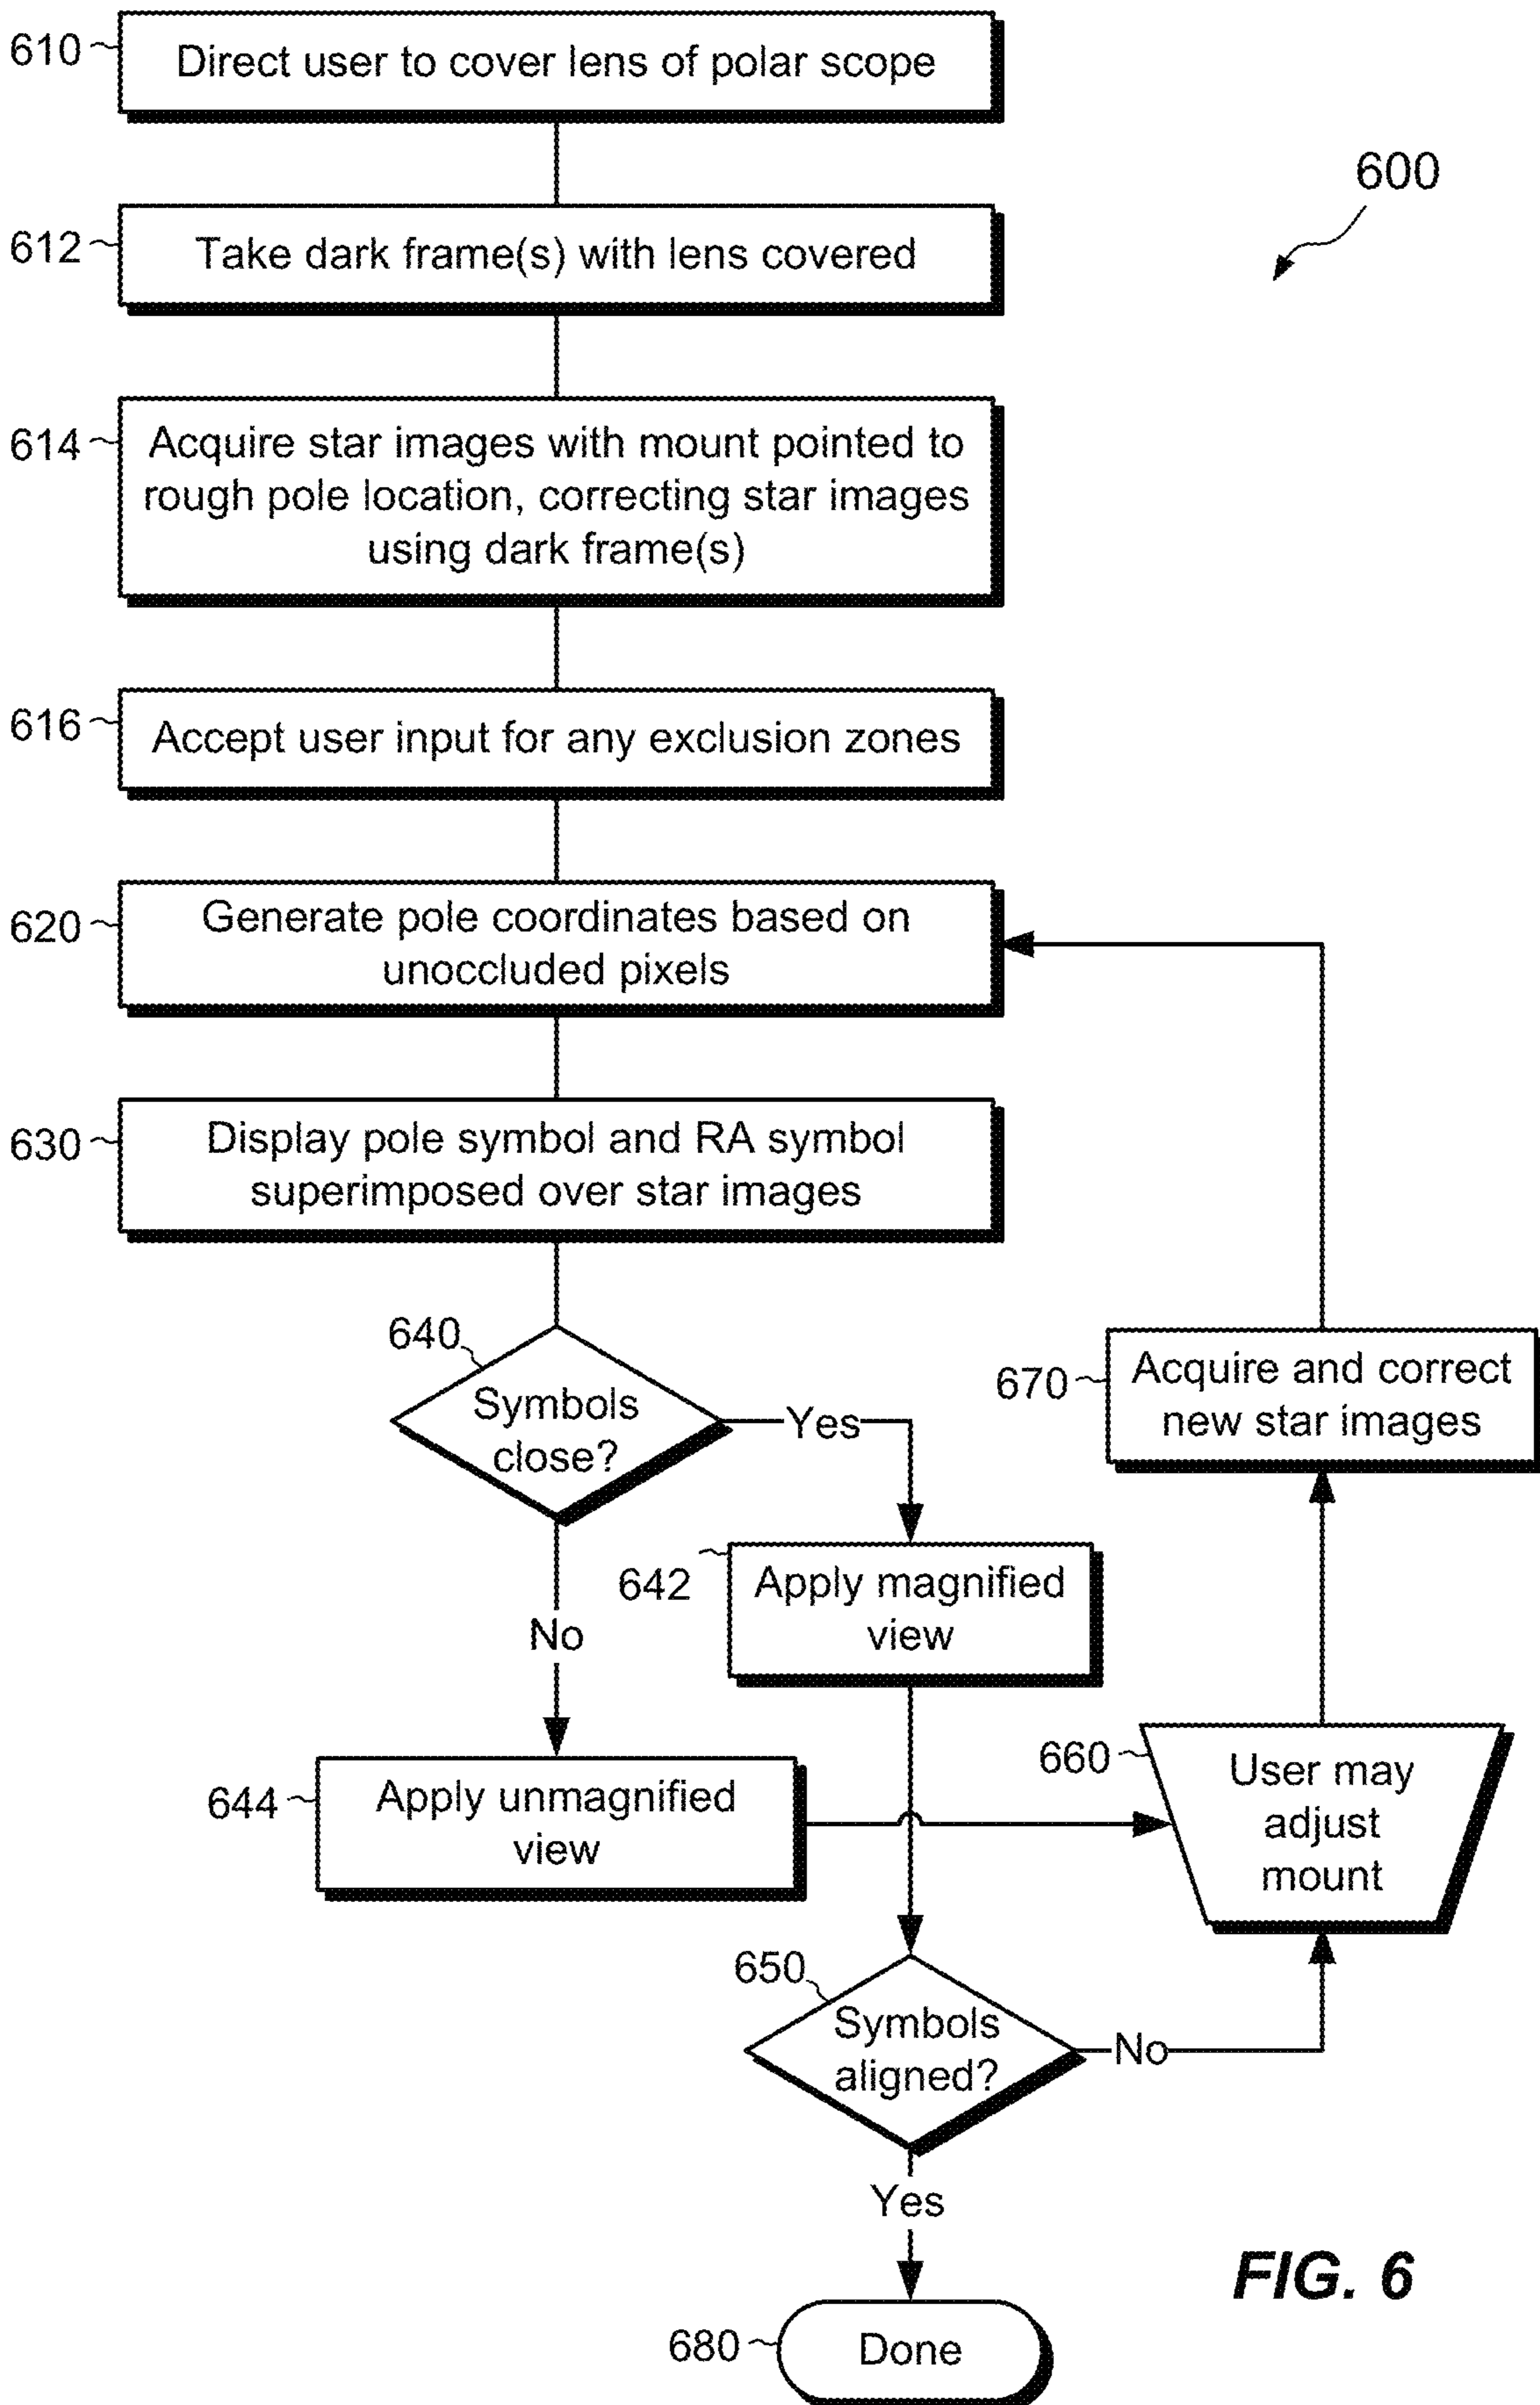 610
Direct user to cover lens of polar scope
600
612
Take dark frame(s) with lens covered
614
Acquire star images with mount pointed to
rough pole location, correcting star images
using dark frame(s)
616
Accept user input for any exclusion zones
620
Generate pole coordinates based on
unoccluded pixels
630
Display pole symbol and RA symbol
superimposed over star images
640
Symbols
close?
Yes
670
Acquire and correct
new star images
642
Apply magnified
view
No
644
Apply unmagnified
view
660
User may
adjust
mount
650
Symbols
aligned?
No
Yes
FIG. 6
680
Done